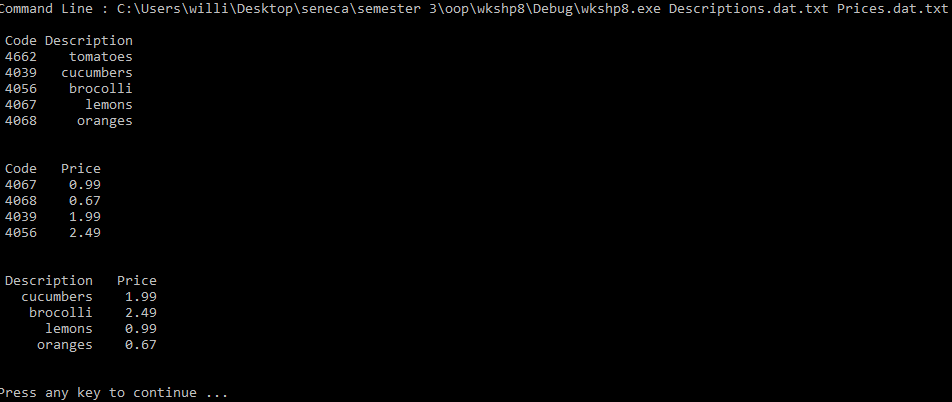 Command Line : C:\Users\willi\Desktop\seneca\semester 3\oop\wkshp8\Debug\wkshp8.exe Descriptions.dat.txt Prices.dat.txt
Code Description
4662 tomatoes
4039 cucumbers
4056 brocolli
4067 lemons
4068 oranges
Code Price
4067 0.99
4068 0.67
4039 1.99
4056 2.49
Description Price
cucumbers 1.99
brocolli 2.49
lemons 0.99
oranges 0.67
Press any key to continue ...